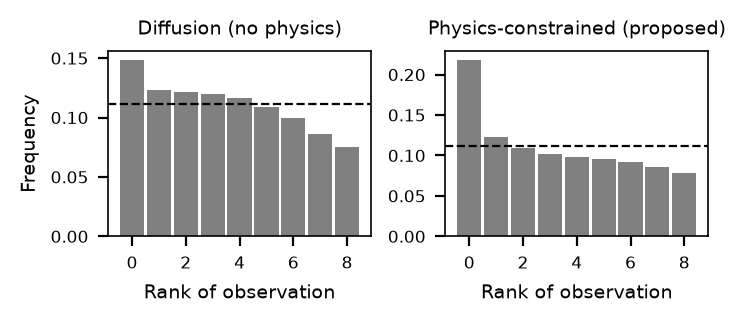 Diffusion (no physics)
Frequency
0.15
0.10
0.05
0.00
0 2 4 6 8
Rank of observation
Physics-constrained (proposed)
0.20
0.15
0.10
0.05
0.00
0 2 4 6 8
Rank of observation